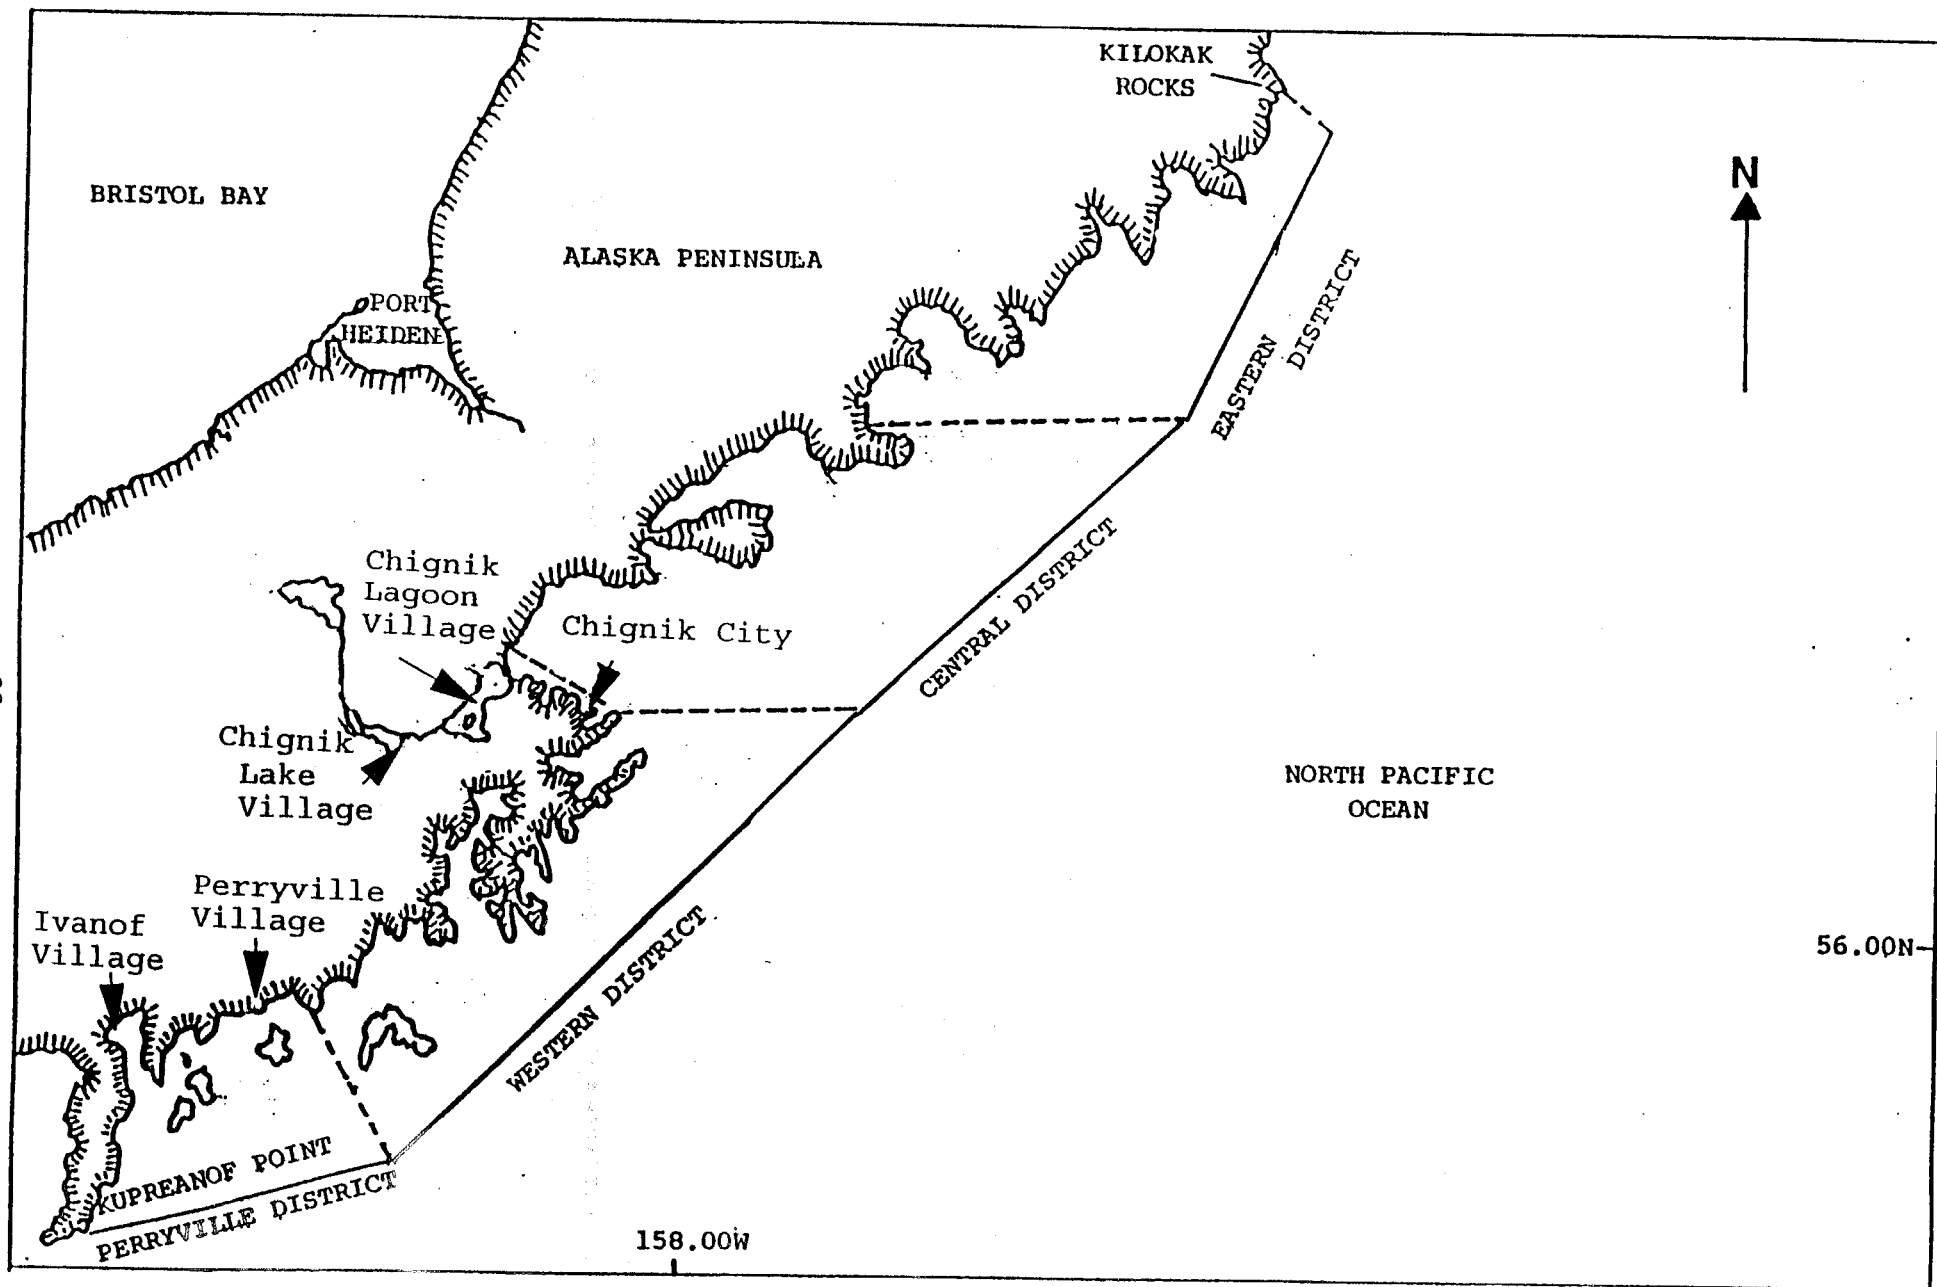 KILOKAK
ROCKS
N
BRISTOL BAY
ALASKA PENINSULA
PORT
HEIDEN
EASTERN DISTRICT
Chignik
Lagoon
Village
Chignik City
CENTRAL DISTRICT
Chignik
Lake
Village
NORTH PACIFIC
OCEAN
Perryville
Village
Ivanof
Village
WESTERN DISTRICT
56.00N
KUPREANOF POINT
PERRYVILLE DISTRICT
158.00W